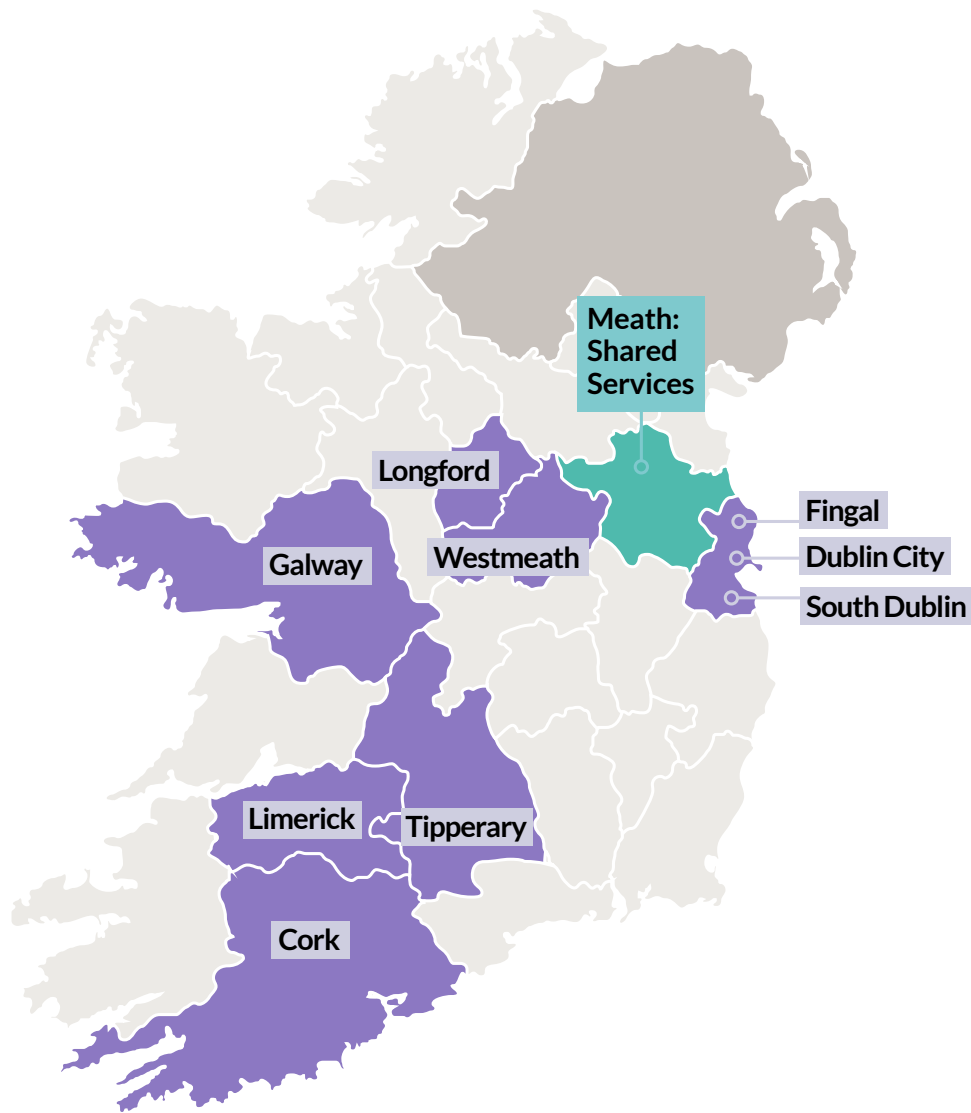 Meath:
Shared
Services
Longford
Fingal
Galway
Westmeath
Dublin City
South Dublin
Limerick
Tipperary
Cork